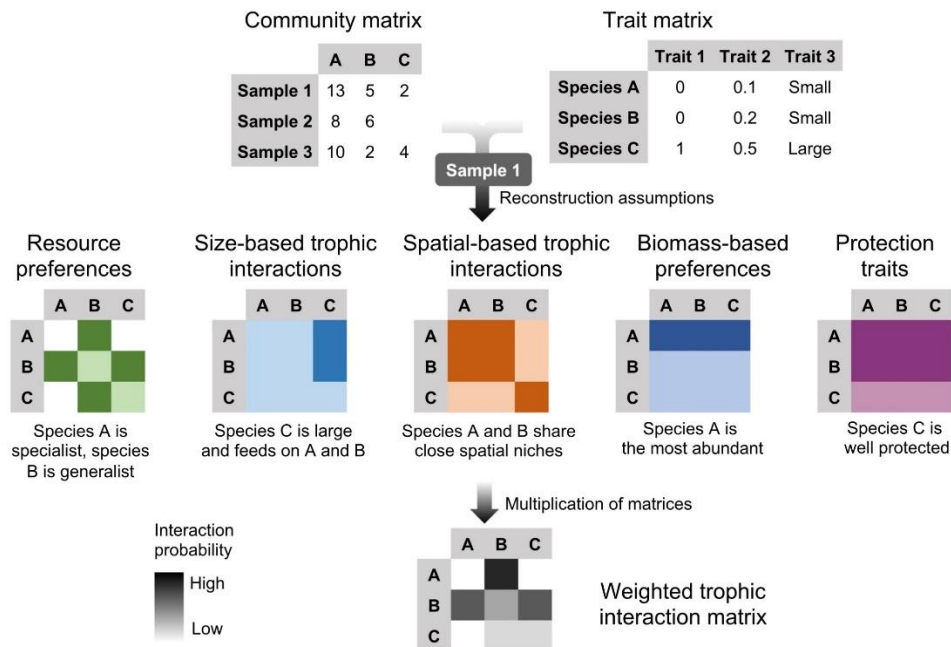 Community matrix
A B C
Sample 1 13 5 2
Sample 2 8 6
Sample 3 10 2 4
Trait matrix
Trait 1 Trait 2 Trait 3
Species A 0 0.1 Small
Species B 0 0.2 Small
Species C 1 0.5 Large
Sample 1
Reconstruction assumptions
Resource
preferences
A B C
A
B
C
Species A is
specialist, species
B is generalist
Size-based trophic
interactions
A B C
A
B
C
Species C is large
and feeds on A and B
Spatial-based trophic
interactions
A B C
A
B
C
Species A and B share
close spatial niches
Biomass-based
preferences
A B C
A
B
C
Species A is
the most abundant
Protection
traits
A B C
A
B
C
Species C is
well protected
Multiplication of matrices
Interaction
probability
High
Low
A B C
A
B
C
Weighted trophic
interaction matrix